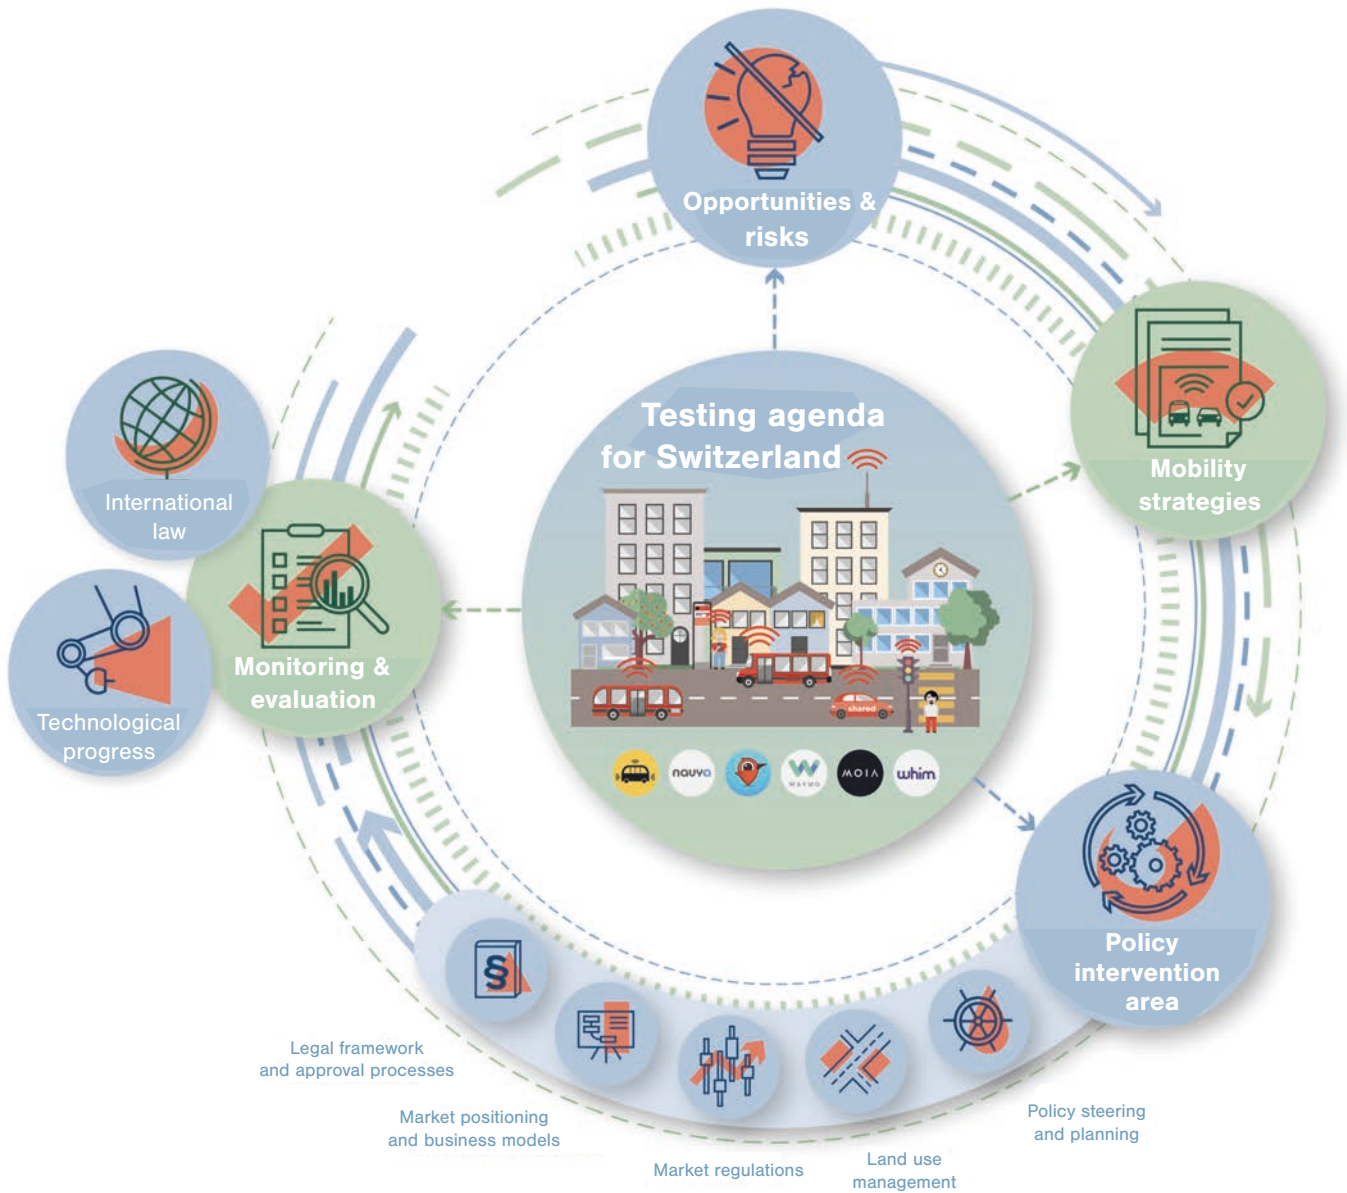 Opportunities &
risks
Testing agenda
for Switzerland
Mobility
strategies
International
law
Technological
progress
Monitoring &
evaluation
shared
navya
WAYMO
MOIA
whim
§
Policy
intervention
area
Legal framework
and approval processes
Market positioning
and business models
Market regulations
Land use
management
Policy steering
and planning